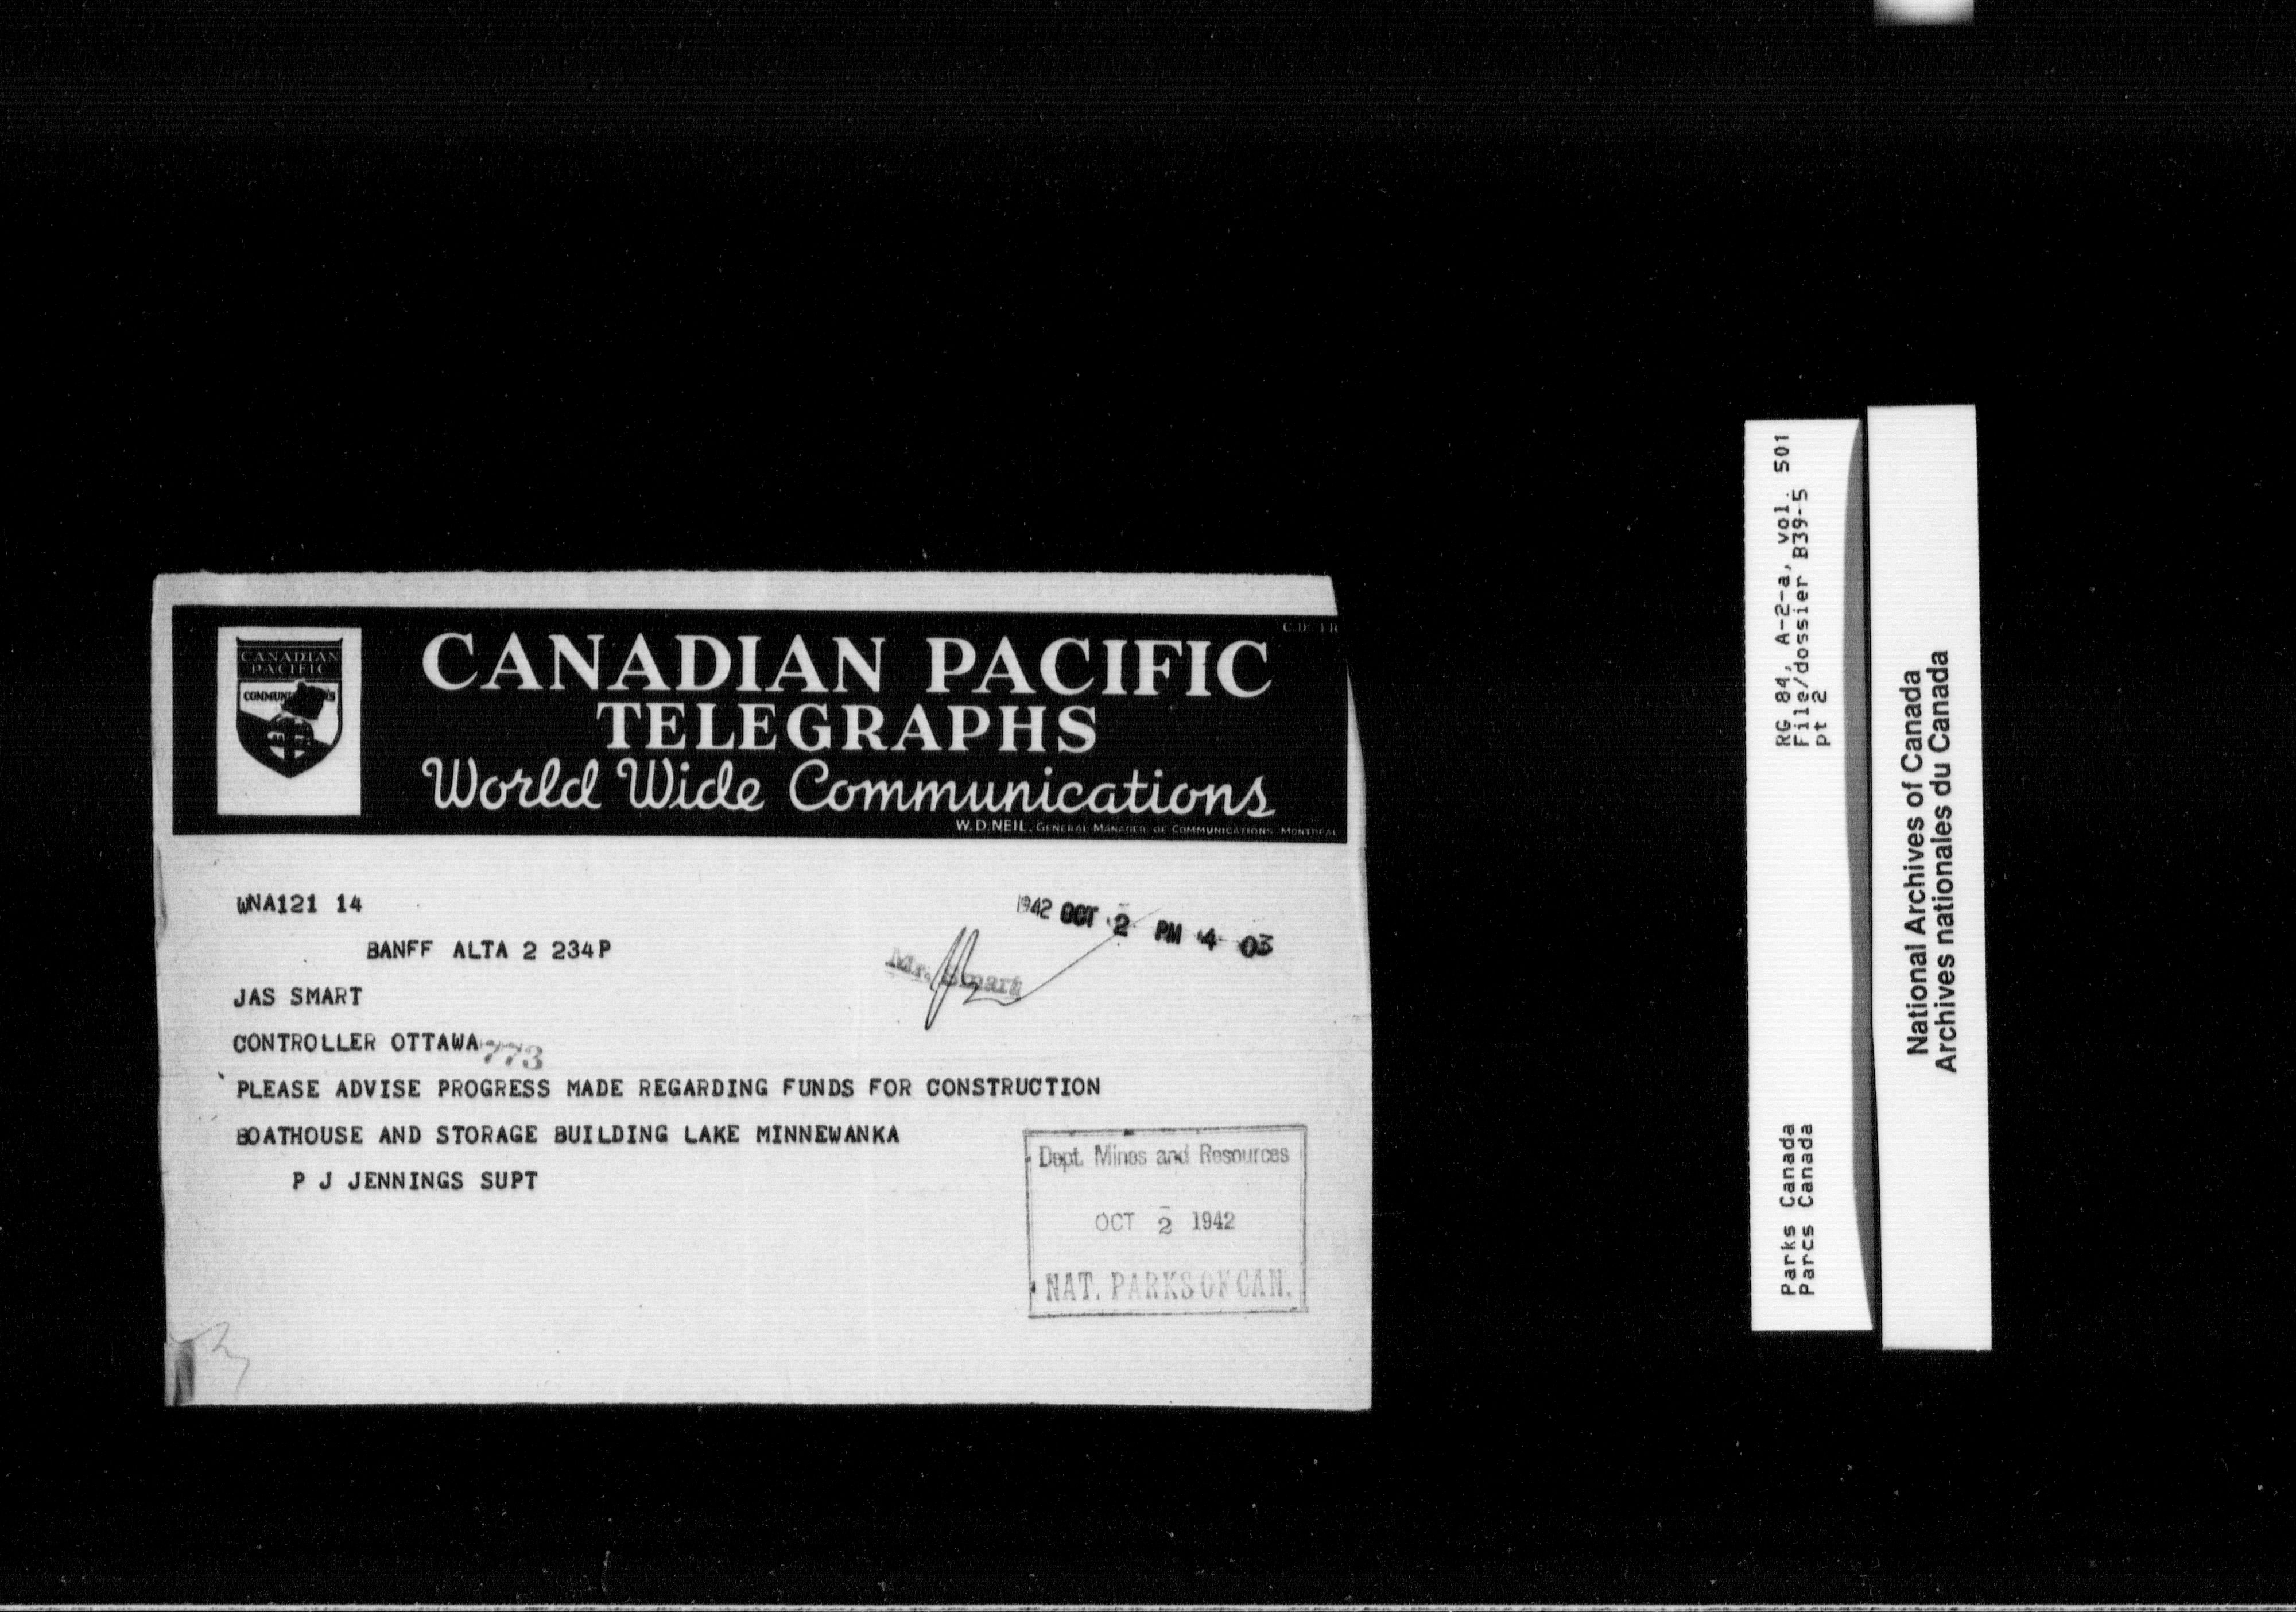 C.D. 1R
CANADIAN
PACIFIC
CANADIAN PACIFIC
TELEGRAPHS
World Wide Communications
W.D. NEIL, GENERAL MANAGER OF COMMUNICATIONS, MONTREAL
WNA121 14
1942 OCT 2 PM 4 03
BANFF ALTA 2 234P
Mr. Smart
JAS SMART
CONTROLLER OTTAWA 773
PLEASE ADVISE PROGRESS MADE REGARDING FUNDS FOR CONSTRUCTION
BOATHOUSE AND STORAGE BUILDING LAKE MINNEWANKA
P J JENNINGS SUPT
Dept. Mines and Resources
OCT 2 1942
NAT. PARKS OF CAN.
RG 84, A-2-a, vol. 501
File/dossier B39-5
pt 2
Parks Canada
Parcs Canada
National Archives of Canada
Archives nationales du Canada